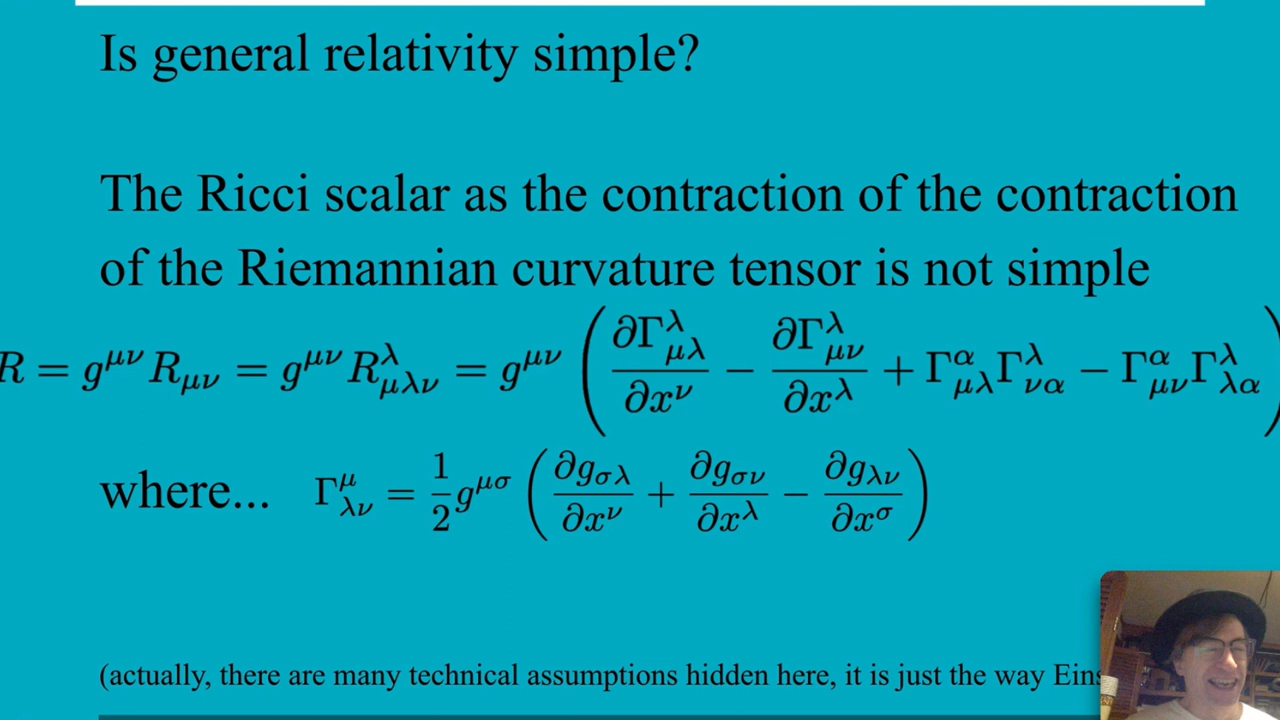 Is general relativity simple?
The Ricci scalar as the contraction of the contraction
of the Riemannian curvature tensor is not simple
R = g^{μν} R_{μν} = g^{μν} R^λ_{μλν} = g^{μν} ( ∂Γ^λ_{μλ}/∂x^ν − ∂Γ^λ_{μν}/∂x^λ + Γ^α_{μλ}Γ^λ_{να} − Γ^α_{μν}Γ^λ_{λα} )
where... Γ^μ_{λν} = 1/2 g^{μσ} ( ∂g_{σλ}/∂x^ν + ∂g_{σν}/∂x^λ − ∂g_{λν}/∂x^σ )
(actually, there are many technical assumptions hidden here, it is just the way